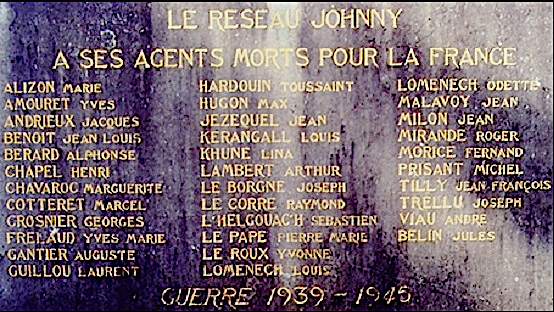 LE RESEAU JOHNNY
A SES AGENTS MORTS POUR LA FRANCE
ALIZON MARIE
AMOURET YVES
ANDRIEUX JACQUES
BENOIT JEAN LOUIS
BERARD ALPHONSE
CHAPEL HENRI
CHAVAROC MARGUERITE
COTTERET MARCEL
GROSNIER GEORGES
FRELAUD YVES MARIE
GANTIER AUGUSTE
GUILLOU LAURENT
HARDOUIN TOUSSAINT
HUGON MAX
JEZEQUEL JEAN
KERANGALL LOUIS
KHUNE LINA
LAMBERT ARTHUR
LE BORGNE JOSEPH
LE CORRE RAYMOND
L'HELGOUAC'H SEBASTIEN
LE PAPE PIERRE MARIE
LE ROUX YVONNE
LOMENECH LOUIS
LOMENECH ODETTE
MALAVOY JEAN
MILON JEAN
MIRANDE ROGER
MORICE FERNAND
PRISANT MICHEL
TILLY JEAN FRANÇOIS
TRELLU JOSEPH
VIAU ANDRE
BELIN JULES
GUERRE 1939 - 1945